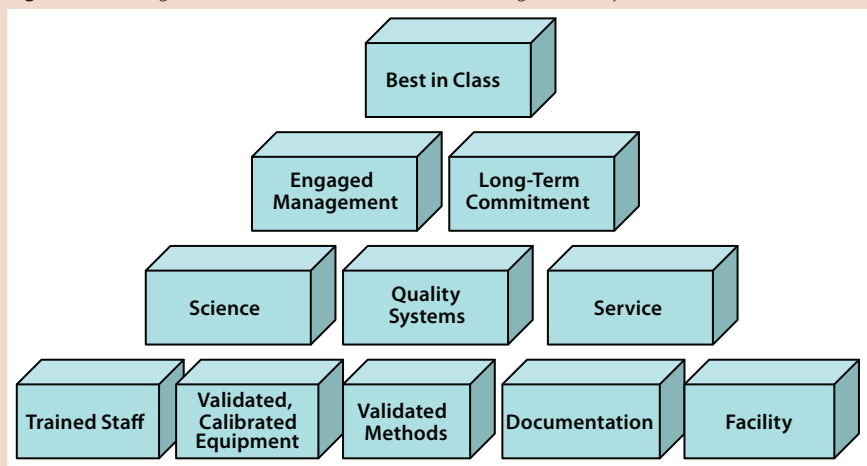 Best in Class
Engaged
Management
Long-Term
Commitment
Science
Quality
Systems
Service
Trained Staff
Validated,
Calibrated
Equipment
Validated
Methods
Documentation
Facility